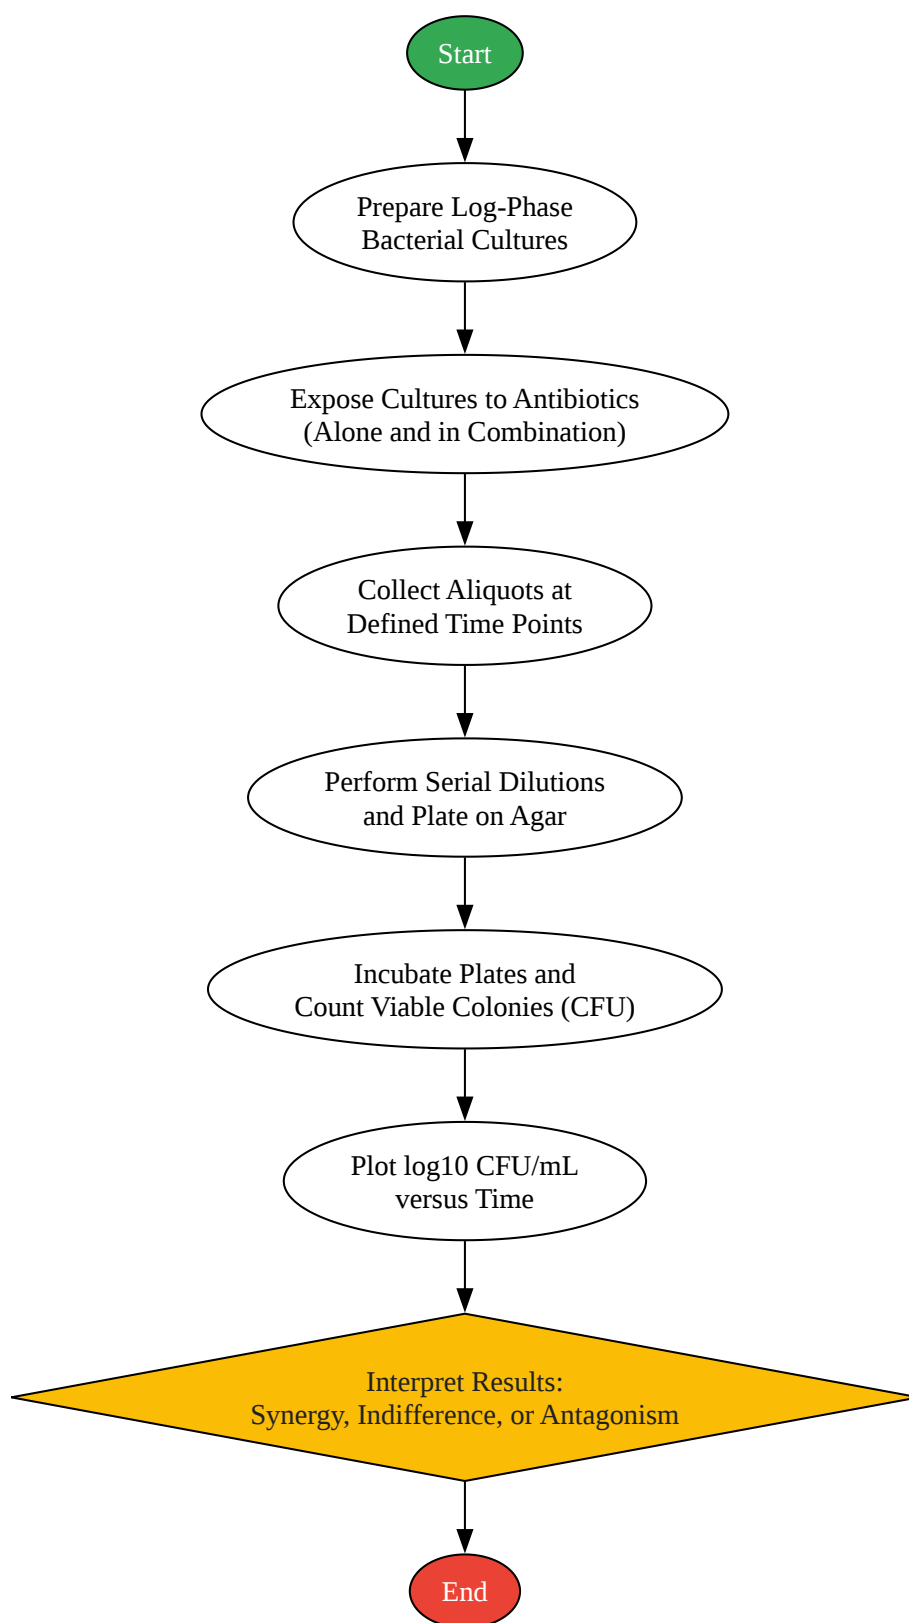 Start
Prepare Log-Phase
Bacterial Cultures
Expose Cultures to Antibiotics
(Alone and in Combination)
Collect Aliquots at
Defined Time Points
Perform Serial Dilutions
and Plate on Agar
Incubate Plates and
Count Viable Colonies (CFU)
Plot log10 CFU/mL
versus Time
Interpret Results:
Synergy, Indifference, or Antagonism
End